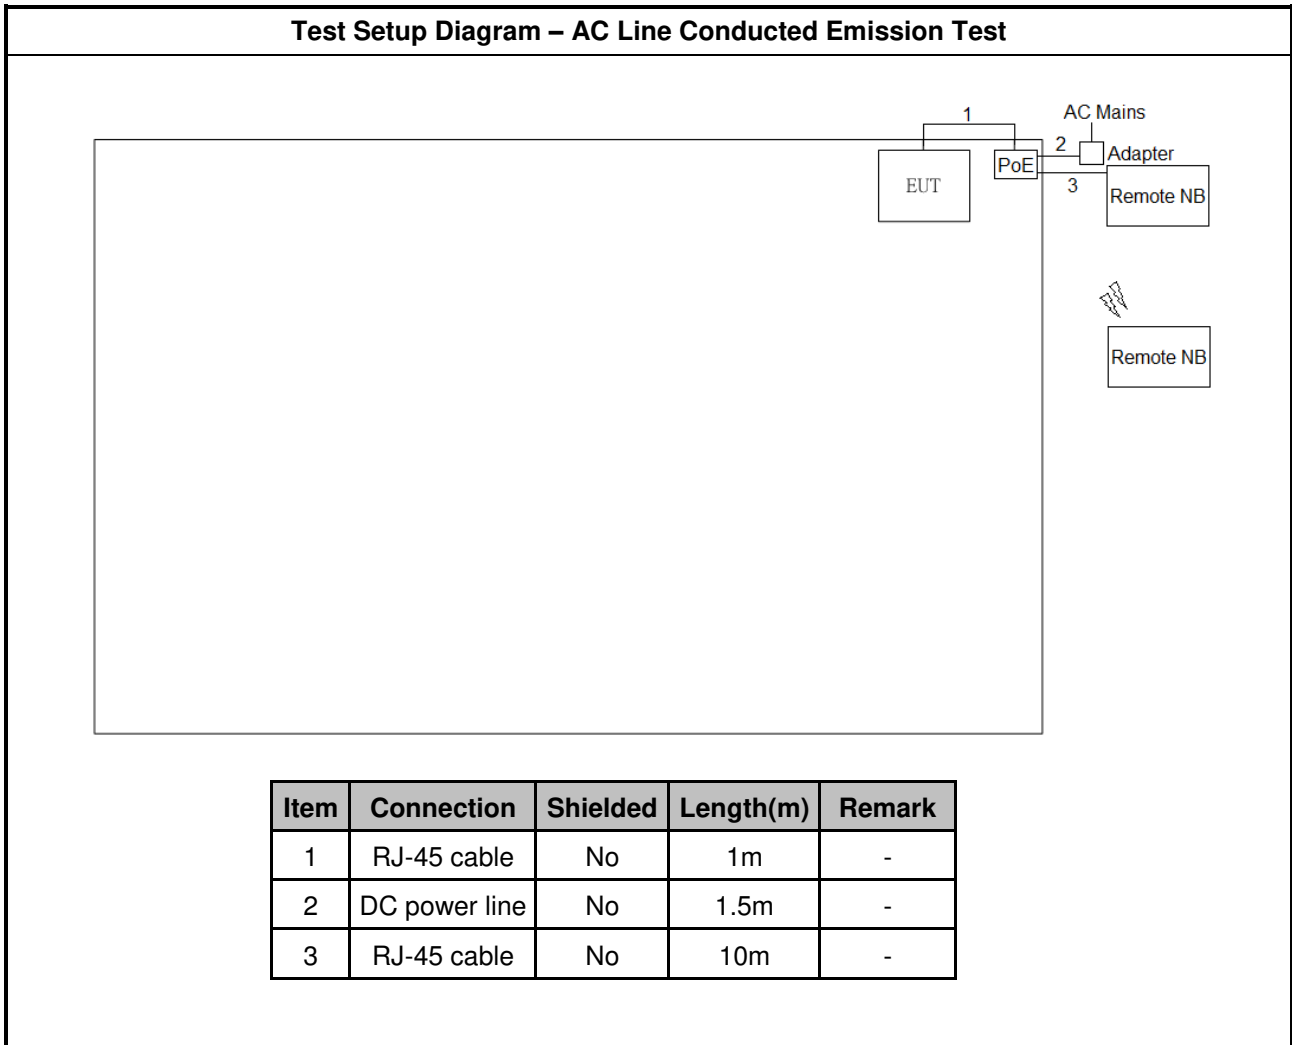 Test Setup Diagram – AC Line Conducted Emission Test
1
AC Mains
2
Adapter
PoE
EUT
3
Remote NB
Remote NB
Item Connection Shielded Length(m) Remark
1 RJ-45 cable No 1m -
2 DC power line No 1.5m -
3 RJ-45 cable No 10m -